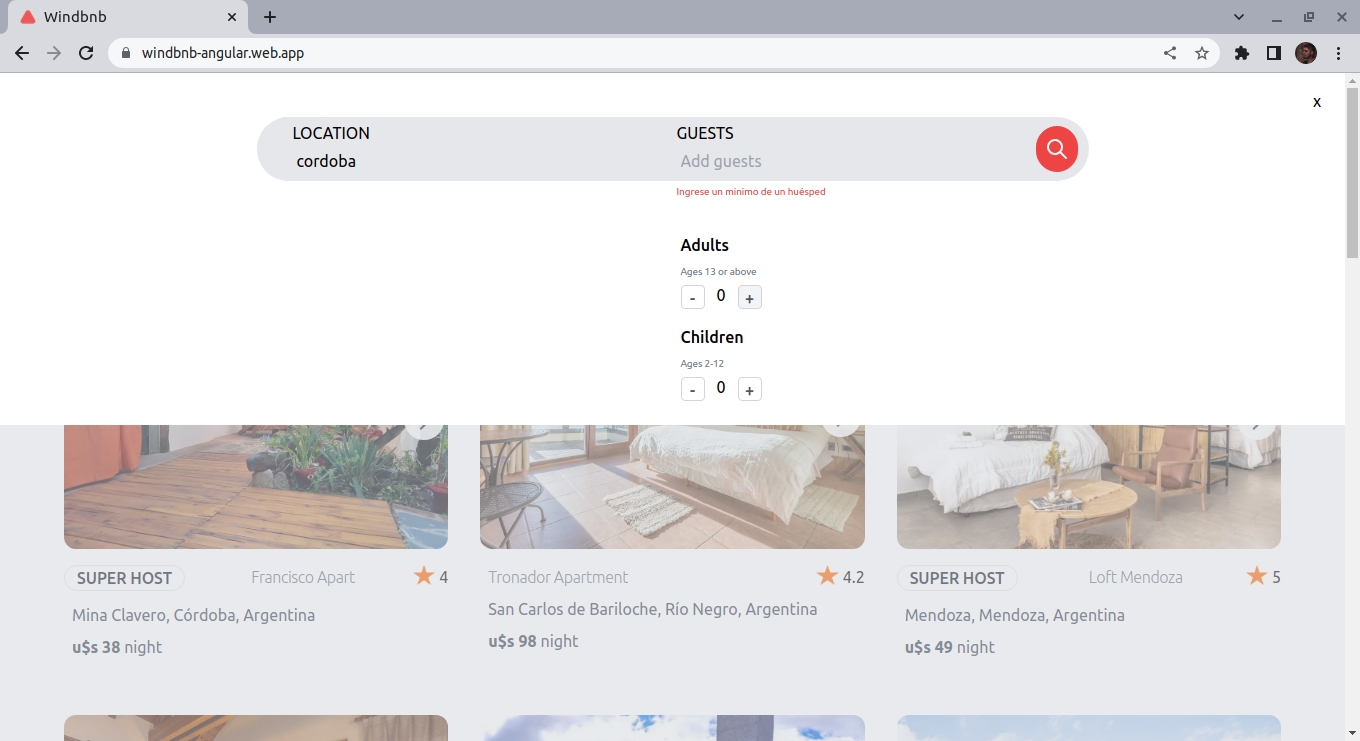 Windbnb
windbnb-angular.web.app
x
LOCATION
GUESTS
cordoba
Add guests
Ingrese un minimo de un huésped
Adults
Ages 13 or above
- 0 +
Children
Ages 2-12
- 0 +
SUPER HOST
Francisco Apart
4
Mina Clavero, Córdoba, Argentina
u$s 38 night
Tronador Apartment
4.2
San Carlos de Bariloche, Río Negro, Argentina
u$s 98 night
SUPER HOST
Loft Mendoza
5
Mendoza, Mendoza, Argentina
u$s 49 night